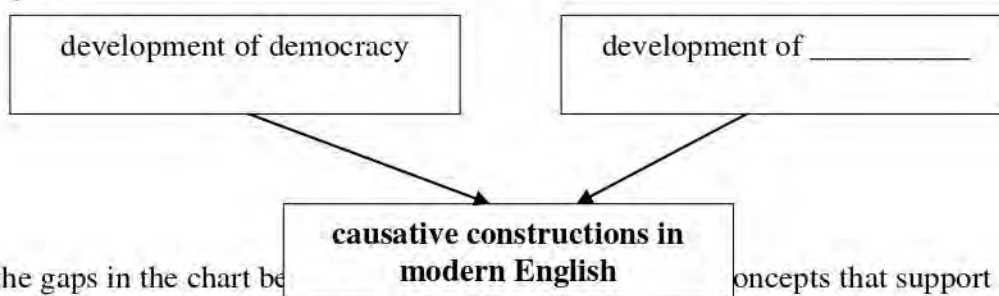 development of democracy
development of ___________
causative constructions in
modern English
he gaps in the chart be
oncepts that support